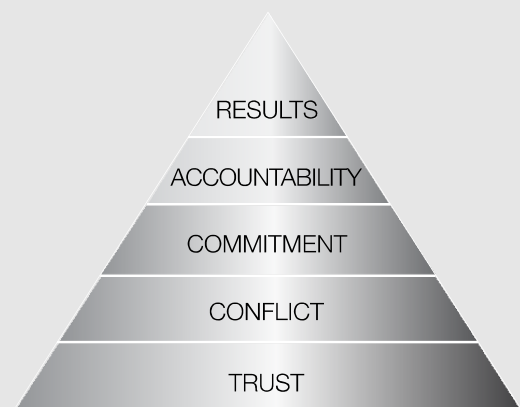 RESULTS
ACCOUNTABILITY
COMMITMENT
CONFLICT
TRUST